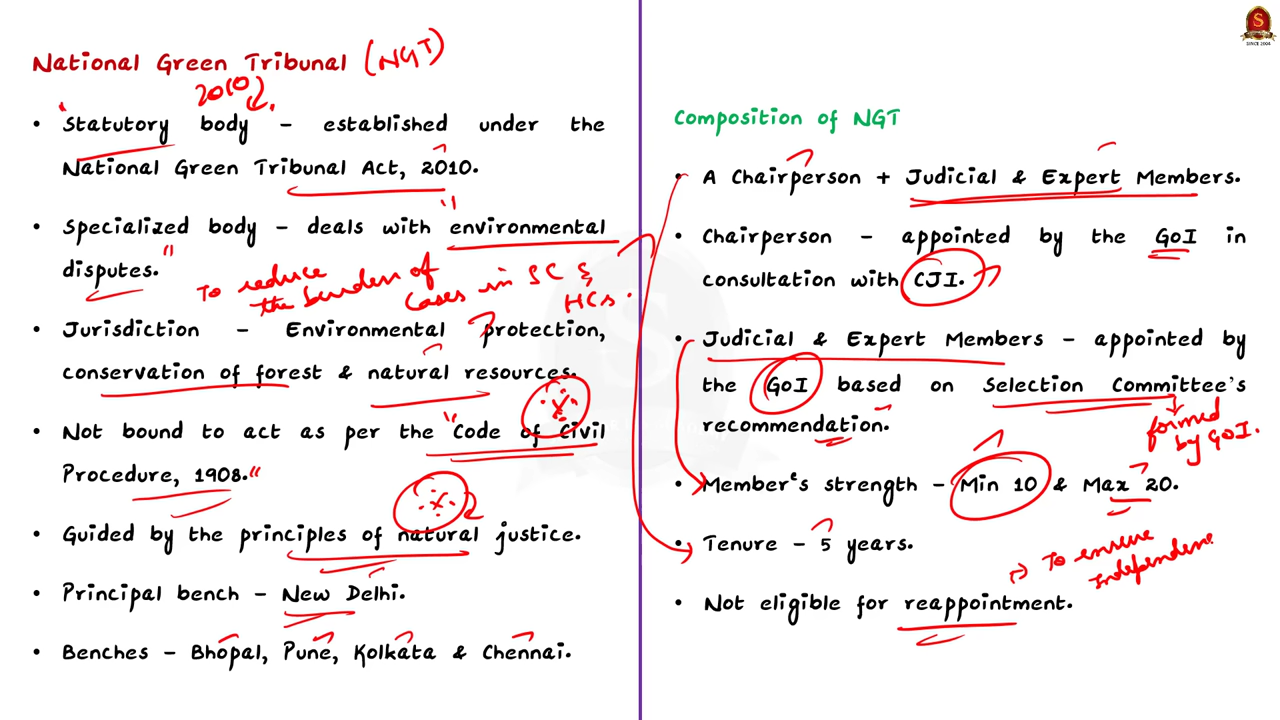 National Green Tribunal (NGT)
2010
• "Statutory body" – established under the
National Green Tribunal Act, 2010.
• Specialized body – deals with "environmental
disputes."
To reduce
the burden of
cases in SC &
HCs.
• Jurisdiction – Environmental protection,
conservation of forest & natural resources.
• Not bound to act as per the "Code of Civil
Procedure, 1908."
• Guided by the principles of natural justice.
• Principal bench – New Delhi.
• Benches – Bhopal, Pune, Kolkata & Chennai.
S
SINCE 2004
Composition of NGT
• A Chairperson + Judicial & Expert Members.
• Chairperson – appointed by the GoI in
consultation with CJI.
• Judicial & Expert Members – appointed by
the GoI based on Selection Committee's
recommendation.
formed
by GOI.
• Member's strength – Min 10 & Max 20.
• Tenure – 5 years.
To ensure
Independence
• Not eligible for reappointment.